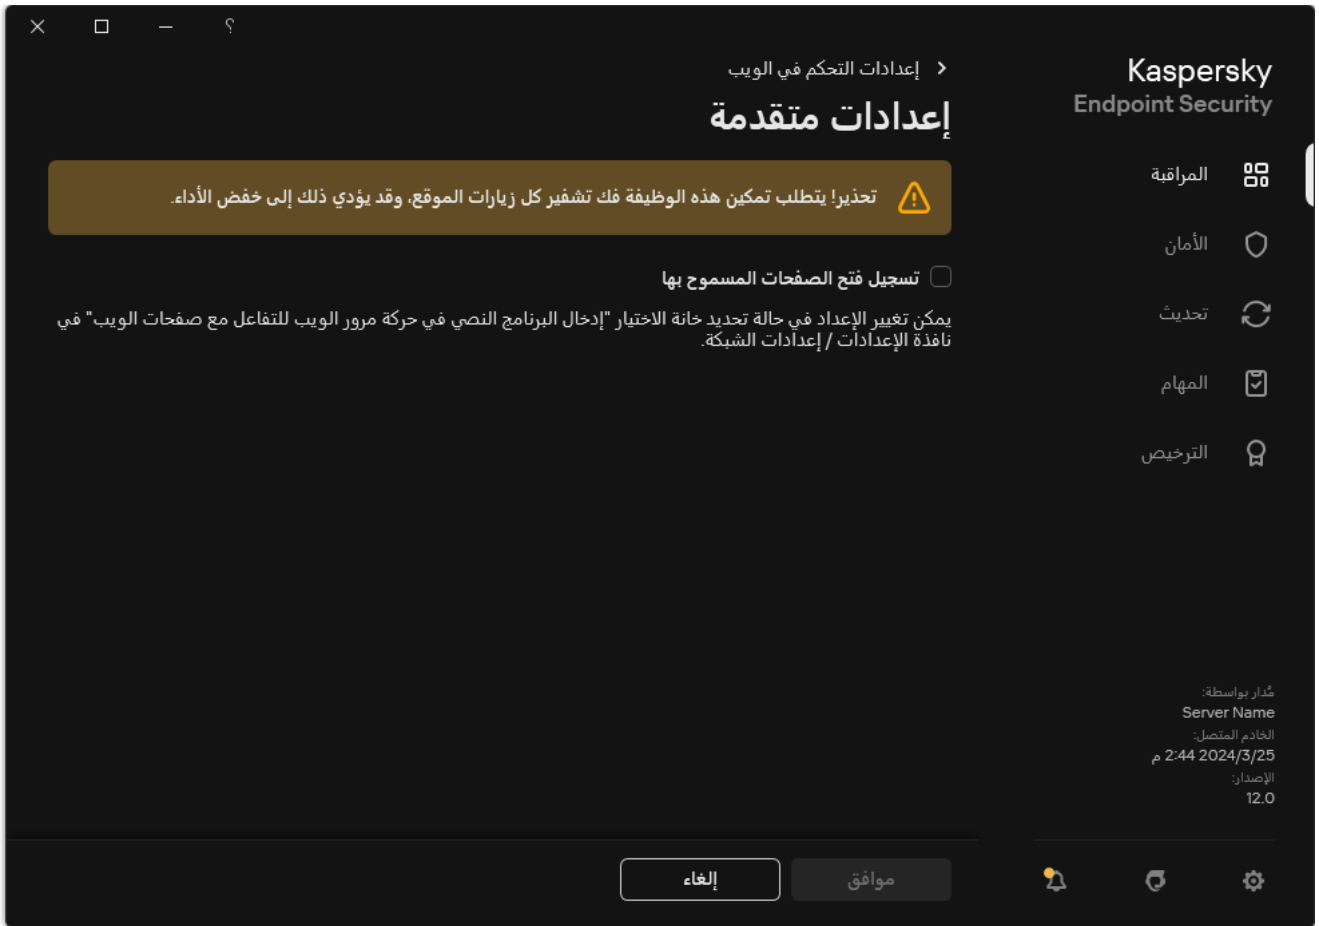 ؟
Kaspersky
Endpoint Security
المراقبة
الأمان
تحديث
المهام
الترخيص
مُدار بواسطة:
Server Name
الخادم المتصل:
2024/3/25 2:44 م
الإصدار:
12.0
إعدادات التحكم في الويب
إعدادات متقدمة
تحذير! يتطلب تمكين هذه الوظيفة فك تشفير كل زيارات الموقع، وقد يؤدي ذلك إلى خفض الأداء.
تسجيل فتح الصفحات المسموح بها
يمكن تغيير الإعداد في حالة تحديد خانة الاختيار "إدخال البرنامج النصي في حركة مرور الويب للتفاعل مع صفحات الويب" في
نافذة الإعدادات / إعدادات الشبكة.
موافق
إلغاء